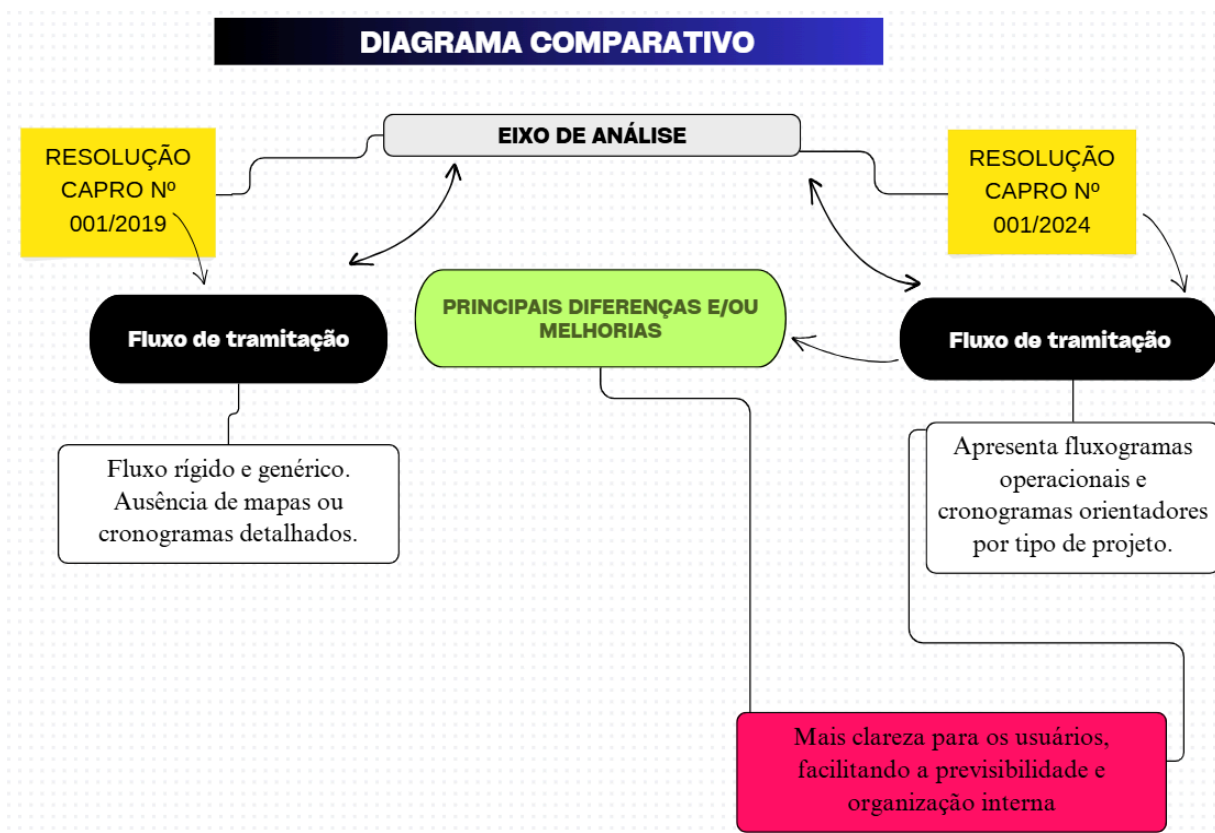 DIAGRAMA COMPARATIVO
EIXO DE ANÁLISE
RESOLUÇÃO
CAPRO Nº
001/2019
RESOLUÇÃO
CAPRO Nº
001/2024
Fluxo de tramitação
PRINCIPAIS DIFERENÇAS E/OU
MELHORIAS
Fluxo de tramitação
Fluxo rígido e genérico.
Ausência de mapas ou
cronogramas detalhados.
Apresenta fluxogramas
operacionais e
cronogramas orientadores
por tipo de projeto.
Mais clareza para os usuários,
facilitando a previsibilidade e
organização interna